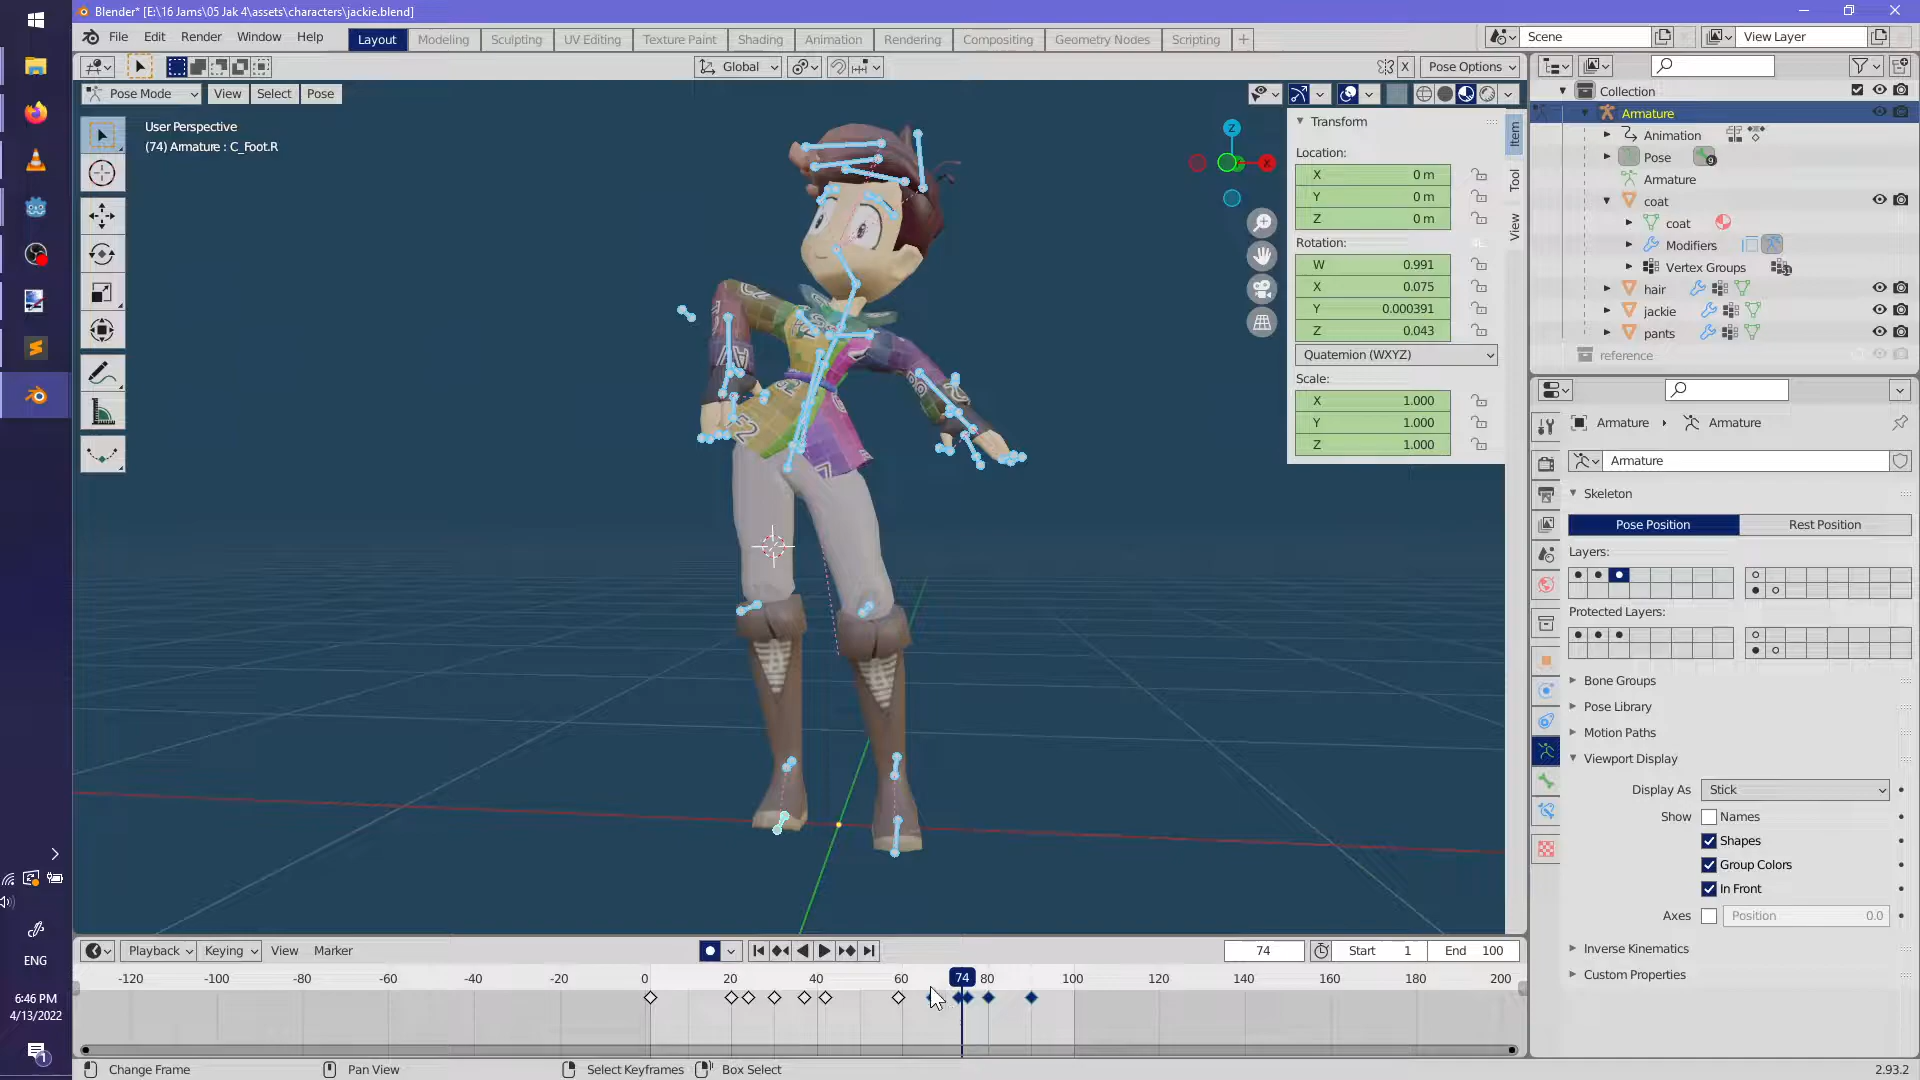 Blender* [E:\16 Jams\05 Jak 4\assets\characters\jackie.blend]
File Edit Render Window Help Layout Modeling Sculpting UV Editing Texture Paint Shading Animation Rendering Compositing Geometry Nodes Scripting Scene View Layer
Global X Pose Options
Pose Mode View Select Pose
User Perspective
(74) Armature : C_Foot.R
Z
X
Transform
Location:
X 0 m
Y 0 m
Z 0 m
Rotation:
W 0.991
X 0.075
Y 0.000391
Z 0.043
Quaternion (WXYZ)
Scale:
X 1.000
Y 1.000
Z 1.000
Item
Tool
View
Collection
Armature
Animation
Pose 9
Armature
coat
coat
Modifiers
Vertex Groups
hair
jackie
pants
reference
Armature Armature
Armature
Skeleton
Pose Position Rest Position
Layers:
Protected Layers:
Bone Groups
Pose Library
Motion Paths
Viewport Display
Display As Stick
Show Names
Shapes
Group Colors
In Front
Axes Position 0.0
Inverse Kinematics
Custom Properties
Playback Keying View Marker 74 Start 1 End 100
-120 -100 -80 -60 -40 -20 0 20 40 60 74 80 100 120 140 160 180 200
Change Frame Pan View Select Keyframes Box Select 2.93.2
ENG
6:46 PM
4/13/2022
1